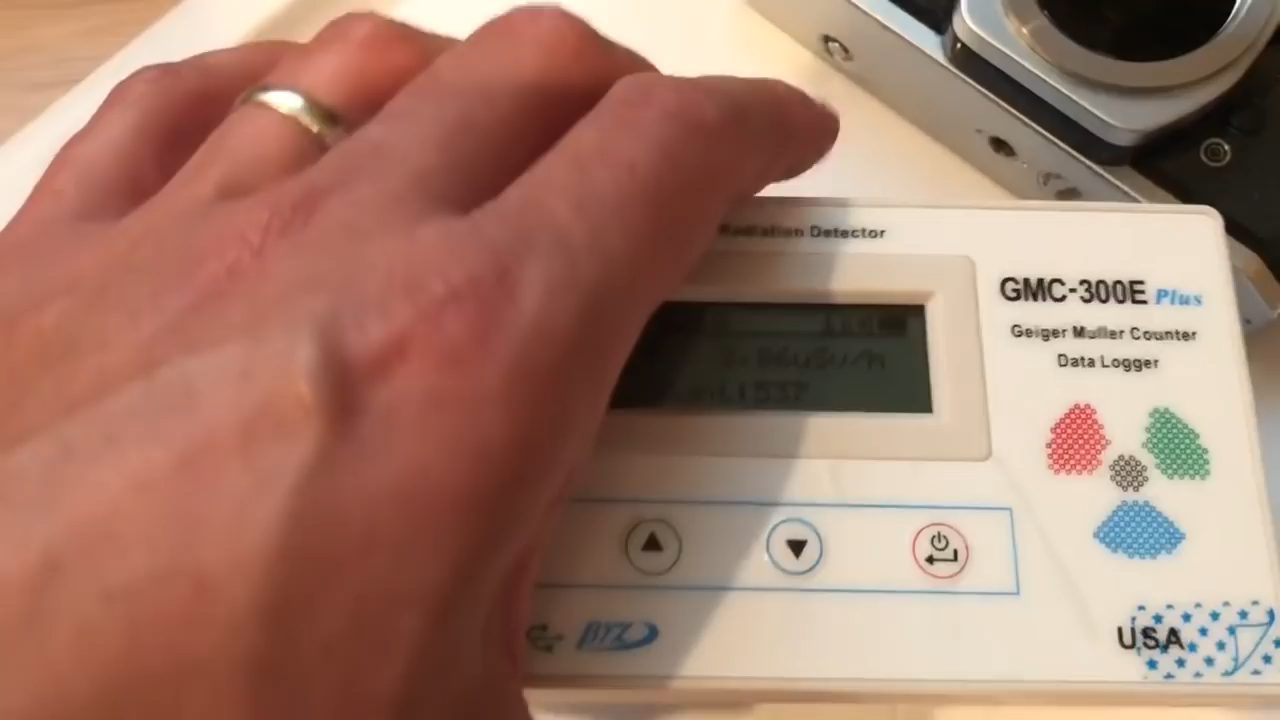 Radiation Detector
GMC-300E Plus
Geiger Muller Counter
Data Logger
USA